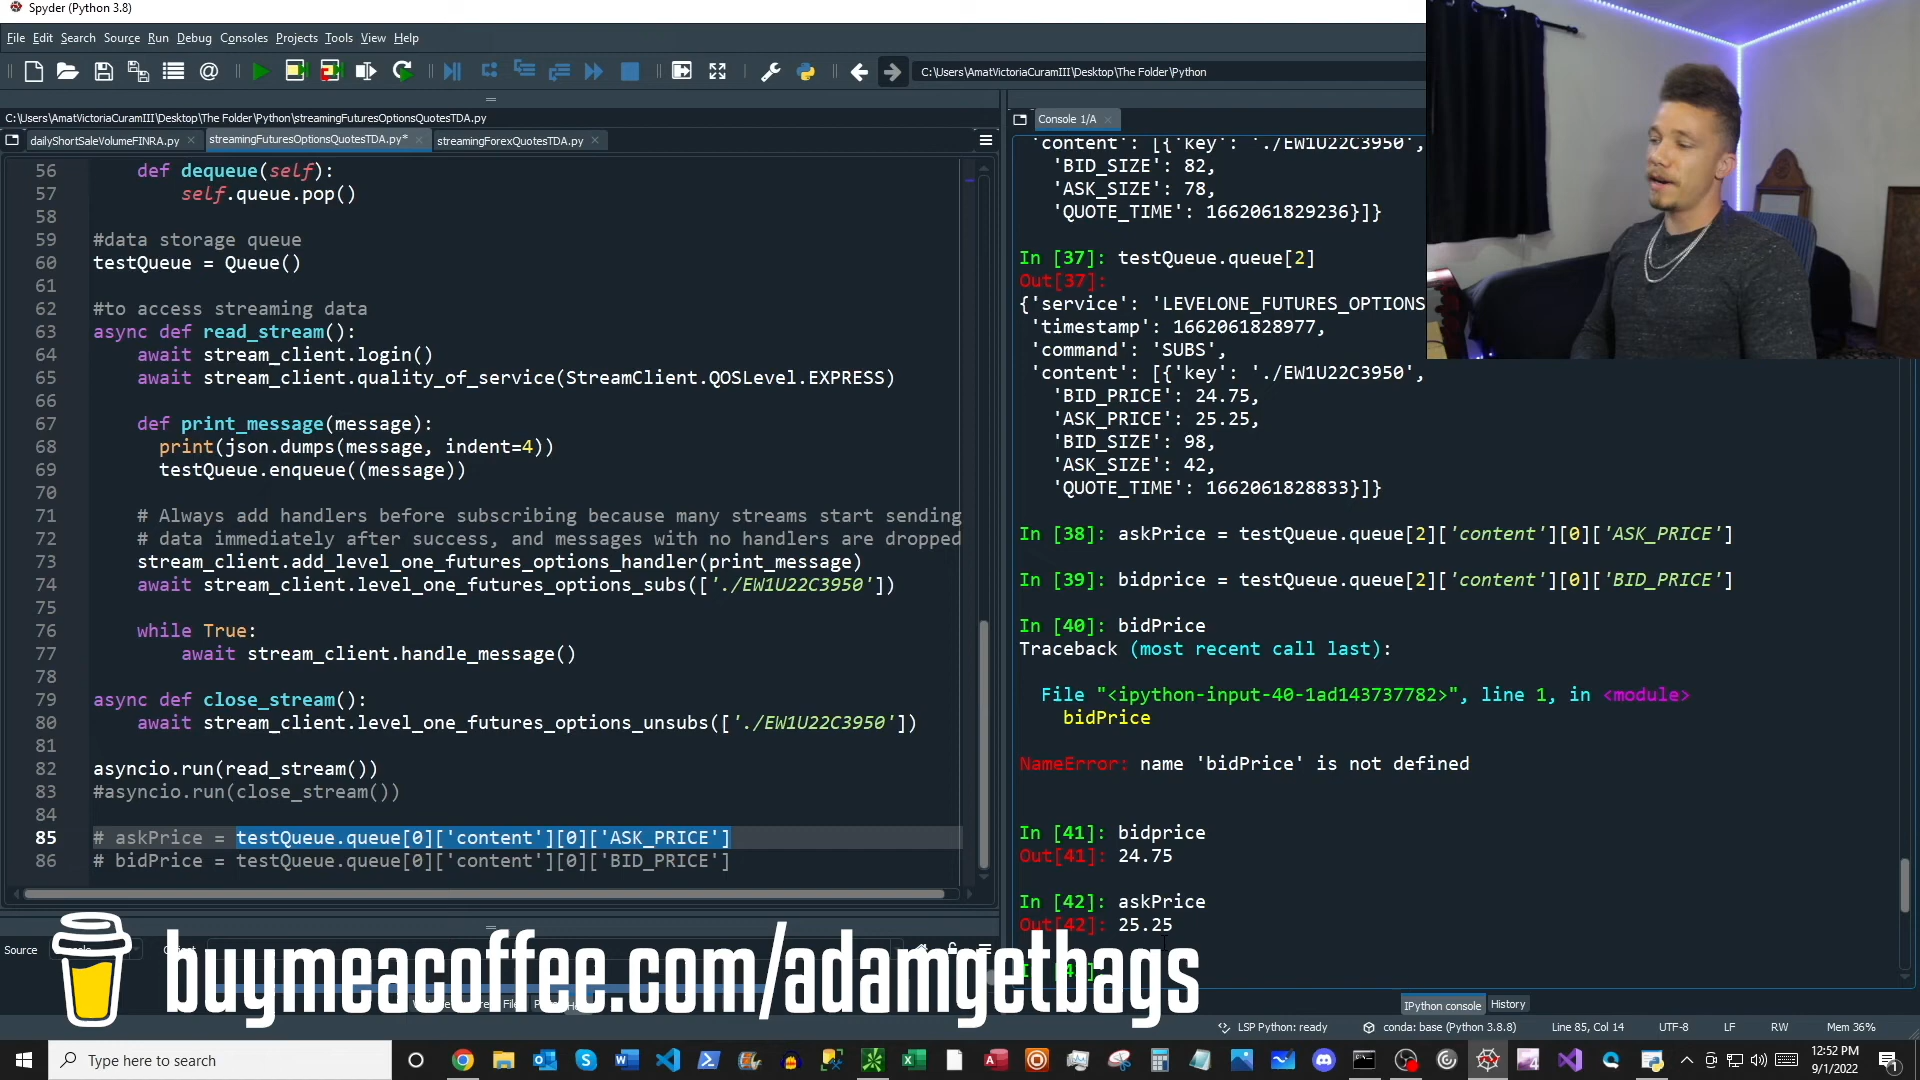 Spyder (Python 3.8)
File Edit Search Source Run Debug Consoles Projects Tools View Help
C:\Users\AmatVictoriaCuramIII\Desktop\The Folder\Python
C:\Users\AmatVictoriaCuramIII\Desktop\The Folder\Python\streamingFuturesOptionsQuotesTDA.py
dailyShortSaleVolumeFINRA.py streamingFuturesOptionsQuotesTDA.py* streamingForexQuotesTDA.py
56 def dequeue(self):
57 self.queue.pop()
58
59 #data storage queue
60 testQueue = Queue()
61
62 #to access streaming data
63 async def read_stream():
64 await stream_client.login()
65 await stream_client.quality_of_service(StreamClient.QOSLevel.EXPRESS)
66
67 def print_message(message):
68 print(json.dumps(message, indent=4))
69 testQueue.enqueue((message))
70
71 # Always add handlers before subscribing because many streams start sending
72 # data immediately after success, and messages with no handlers are dropped
73 stream_client.add_level_one_futures_options_handler(print_message)
74 await stream_client.level_one_futures_options_subs(['./EW1U22C3950'])
75
76 while True:
77 await stream_client.handle_message()
78
79 async def close_stream():
80 await stream_client.level_one_futures_options_unsubs(['./EW1U22C3950'])
81
82 asyncio.run(read_stream())
83 #asyncio.run(close_stream())
84
85 # askPrice = testQueue.queue[0]['content'][0]['ASK_PRICE']
86 # bidPrice = testQueue.queue[0]['content'][0]['BID_PRICE']
Console 1/A
'content': [{'key': './EW1U22C3950',
'BID_SIZE': 82,
'ASK_SIZE': 78,
'QUOTE_TIME': 1662061829236}]}
In [37]: testQueue.queue[2]
Out[37]:
{'service': 'LEVELONE_FUTURES_OPTIONS
'timestamp': 1662061828977,
'command': 'SUBS',
'content': [{'key': './EW1U22C3950',
'BID_PRICE': 24.75,
'ASK_PRICE': 25.25,
'BID_SIZE': 98,
'ASK_SIZE': 42,
'QUOTE_TIME': 1662061828833}]}
In [38]: askPrice = testQueue.queue[2]['content'][0]['ASK_PRICE']
In [39]: bidprice = testQueue.queue[2]['content'][0]['BID_PRICE']
In [40]: bidPrice
Traceback (most recent call last):
File "<ipython-input-40-1ad143737782>", line 1, in <module>
bidPrice
NameError: name 'bidPrice' is not defined
In [41]: bidprice
Out[41]: 24.75
In [42]: askPrice
Out[42]: 25.25
Source
buymeacoffee.com/adamgetbags
IPython console History
LSP Python: ready conda: base (Python 3.8.8) Line 85, Col 14 UTF-8 LF RW Mem 36%
Type here to search
12:52 PM
9/1/2022